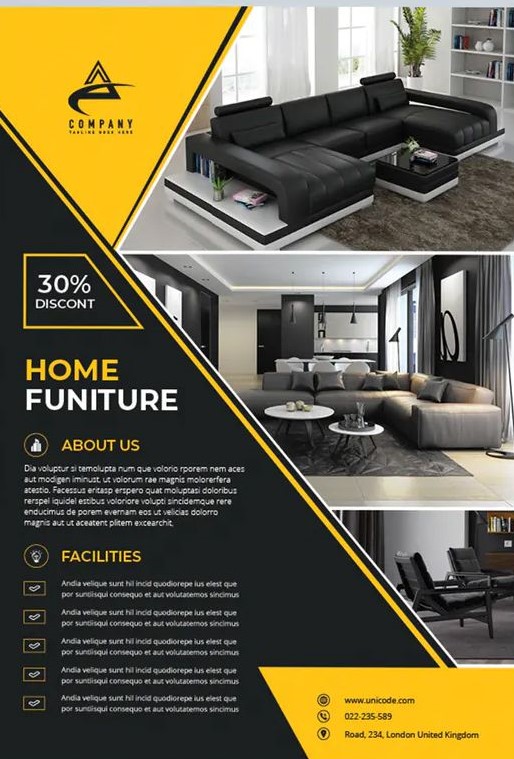 COMPANY
TAGLINE GOES HERE
30%
DISCONT
HOME
FUNITURE
ABOUT US
Dia voluptur si temolupta num que volorio rporem nem aces
aut modigen iminust, ut volorum rae magnis molorerfera
atestio. Facessus eritasp erspero quat moluptasi doloribus
rerspel iquidel estibus voloriore volupti sincidemque rere
enducimus de porem evernam eos ut velicias dolorro
magnis aut ut aceatent plitem excearchit,
FACILITIES
Andia velique sunt hil incid quodiorepe ius elest que
por suntiisqui consequo et aut volutatemos sincimus
Andia velique sunt hil incid quodiorepe ius elest que
por suntiisqui consequo et aut volutatemos sincimus
Andia velique sunt hil incid quodiorepe ius elest que
por suntiisqui consequo et aut volutatemos sincimus
Andia velique sunt hil incid quodiorepe ius elest que
por suntiisqui consequo et aut volutatemos sincimus
Andia velique sunt hil incid quodiorepe ius elest que
por suntiisqui consequo et aut volutatemos sincimus
www.unicode.com
022-235-589
Road, 234, London United Kingdom